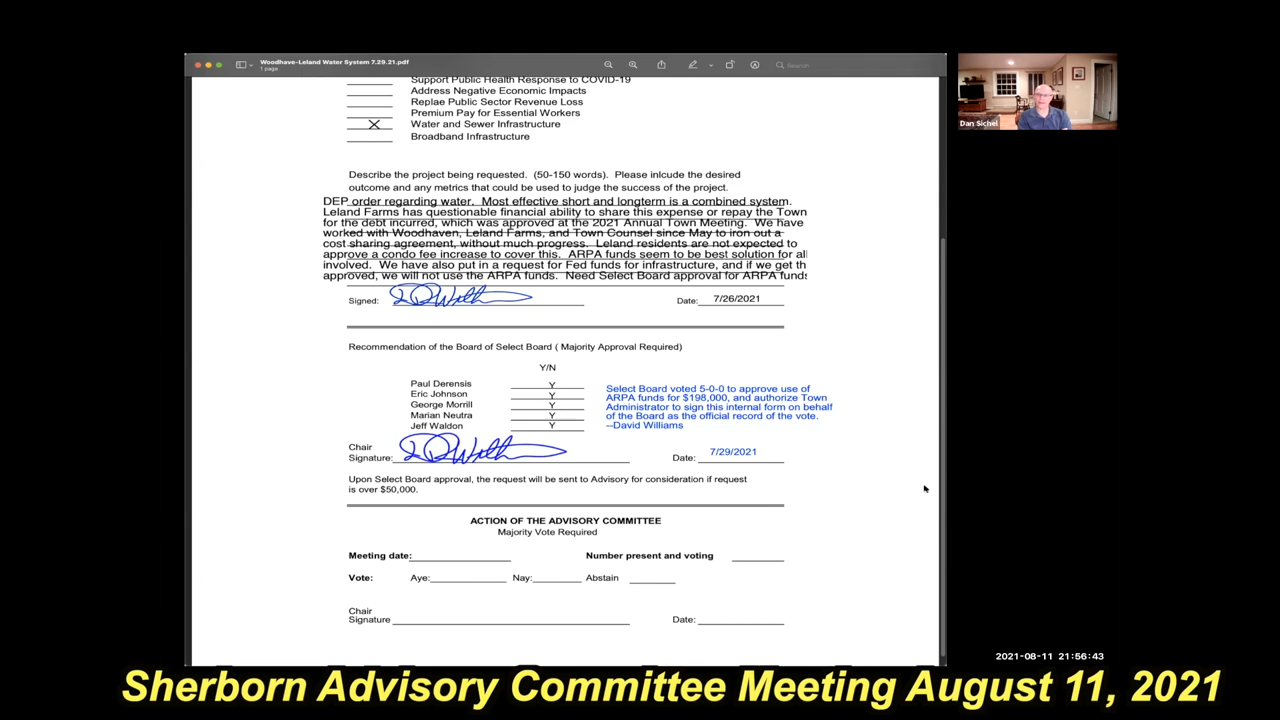 Woodhave-Leland Water System 7.29.21.pdf
1 page
Search
Support Public Health Response to COVID-19
Address Negative Economic Impacts
Replae Public Sector Revenue Loss
Premium Pay for Essential Workers
X Water and Sewer Infrastructure
Broadband Infrastructure
Describe the project being requested. (50-150 words). Please inlcude the desired
outcome and any metrics that could be used to judge the success of the project.
DEP order regarding water. Most effective short and longterm is a combined system.
Leland Farms has questionable financial ability to share this expense or repay the Town
for the debt incurred, which was approved at the 2021 Annual Town Meeting. We have
worked with Woodhaven, Leland Farms, and Town Counsel since May to iron out a
cost sharing agreement, without much progress. Leland residents are not expected to
approve a condo fee increase to cover this. ARPA funds seem to be best solution for all
involved. We have also put in a request for Fed funds for infrastructure, and if we get th
approved, we will not use the ARPA funds. Need Select Board approval for ARPA funds
Signed: Date: 7/26/2021
Recommendation of the Board of Select Board ( Majority Approval Required)
Y/N
Paul Derensis Y
Eric Johnson Y
George Morrill Y
Marian Neutra Y
Jeff Waldon Y
Select Board voted 5-0-0 to approve use of
ARPA funds for $198,000, and authorize Town
Administrator to sign this internal form on behalf
of the Board as the official record of the vote.
--David Williams
Chair
Signature: Date: 7/29/2021
Upon Select Board approval, the request will be sent to Advisory for consideration if request
is over $50,000.
ACTION OF THE ADVISORY COMMITTEE
Majority Vote Required
Meeting date: Number present and voting
Vote: Aye: Nay: Abstain
Chair
Signature Date:
Dan Sichel
2021-08-11 21:56:43
Sherborn Advisory Committee Meeting August 11, 2021